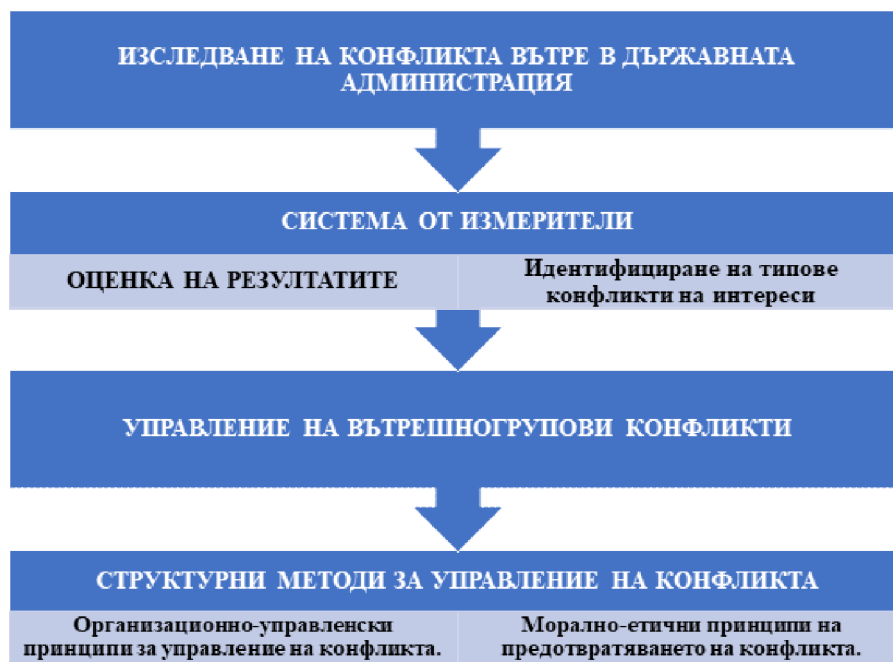 ИЗСЛЕДВАНЕ НА КОНФЛИКТА ВЪТРЕ В ДЪРЖАВНАТА
АДМИНИСТРАЦИЯ
СИСТЕМА ОТ ИЗМЕРИТЕЛИ
ОЦЕНКА НА РЕЗУЛТАТИТЕ
Идентифициране на типове
конфликти на интереси
УПРАВЛЕНИЕ НА ВЪТРЕШНОГРУПОВИ КОНФЛИКТИ
СТРУКТУРНИ МЕТОДИ ЗА УПРАВЛЕНИЕ НА КОНФЛИКТА
Организационно-управленски
принципи за управление на конфликта.
Морално-етични принципи на
предотвратяването на конфликта.